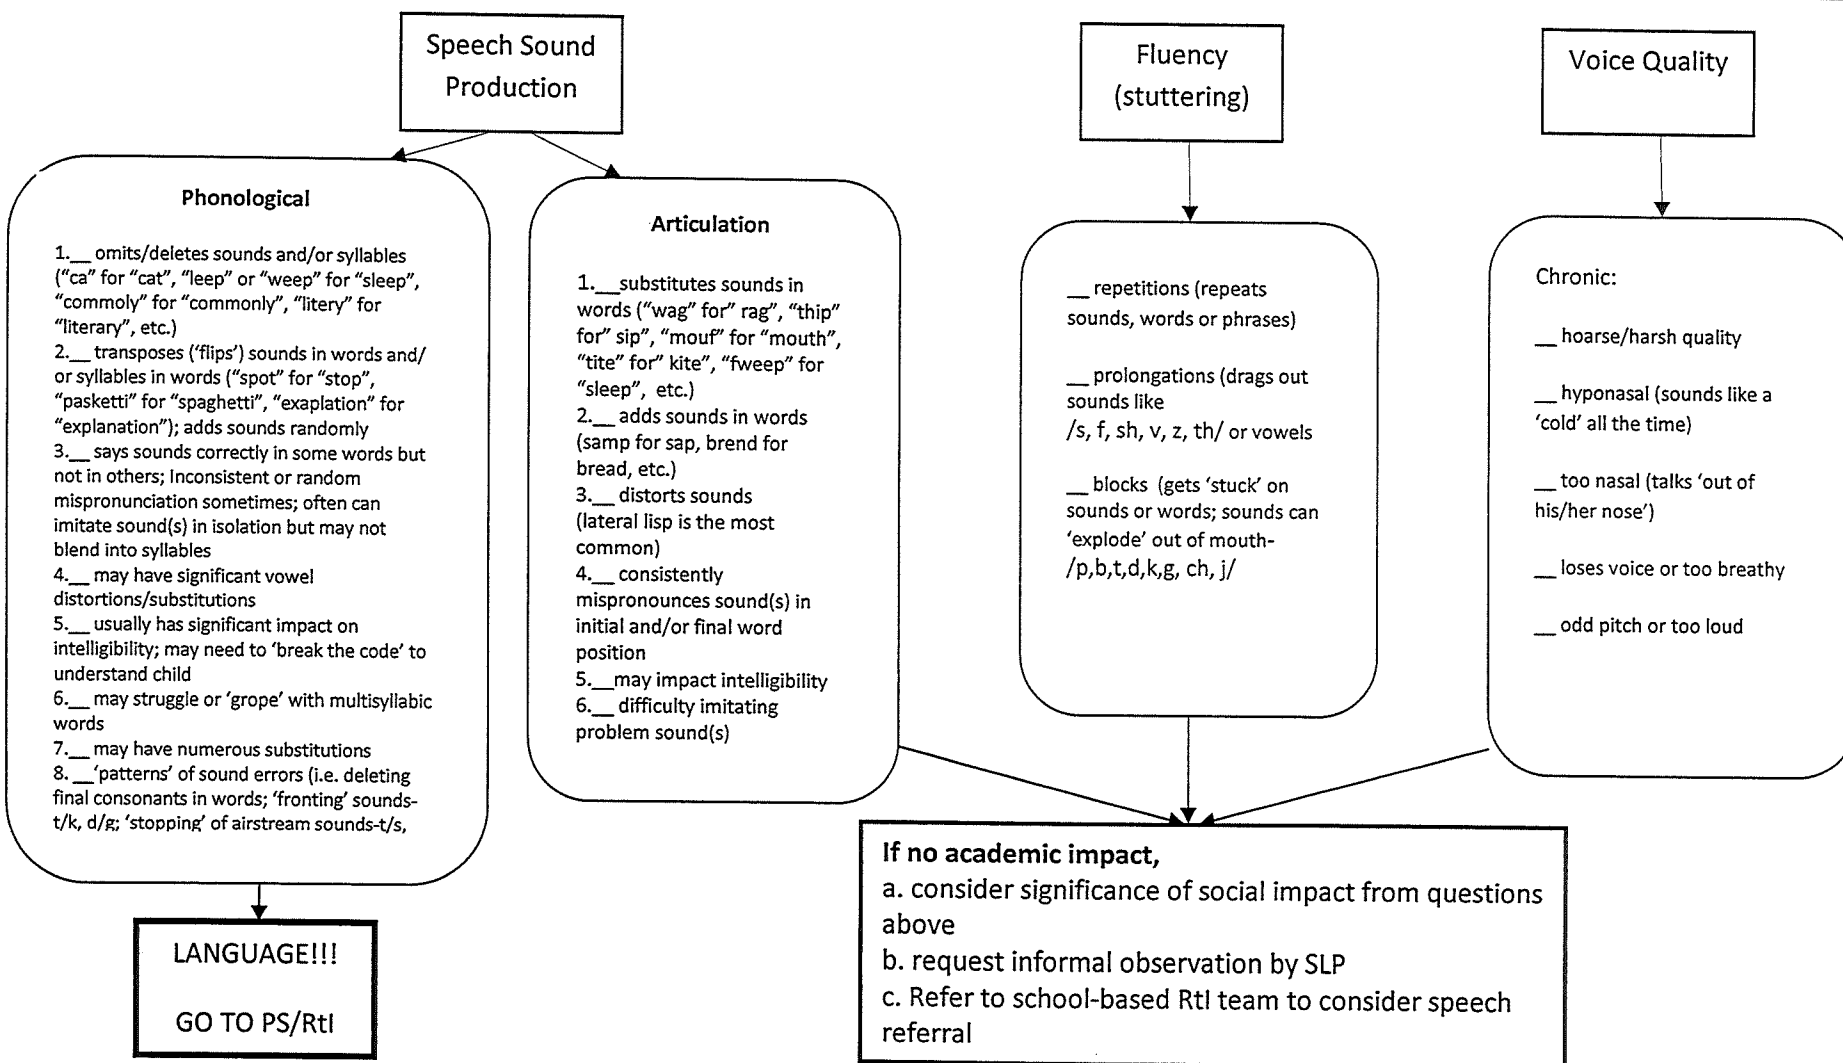 Speech Sound
Production
Fluency
(stuttering)
Voice Quality
Phonological
1.__ omits/deletes sounds and/or syllables
(“ca” for “cat”, “leep” or “weep” for “sleep”,
“commoly” for “commonly”, “litery” for
“literary”, etc.)
2.__ transposes (‘flips’) sounds in words and/
or syllables in words (“spot” for “stop”,
“pasketti” for “spaghetti”, “exaplation” for
“explanation”); adds sounds randomly
3.__ says sounds correctly in some words but
not in others; Inconsistent or random
mispronunciation sometimes; often can
imitate sound(s) in isolation but may not
blend into syllables
4.__ may have significant vowel
distortions/substitutions
5.__ usually has significant impact on
intelligibility; may need to ‘break the code’ to
understand child
6.__ may struggle or ‘grope’ with multisyllabic
words
7.__ may have numerous substitutions
8. __‘patterns’ of sound errors (i.e. deleting
final consonants in words; ‘fronting’ sounds-
t/k, d/g; ‘stopping’ of airstream sounds-t/s,
Articulation
1.__substitutes sounds in
words (“wag” for” rag”, “thip”
for” sip”, “mouf” for “mouth”,
“tite” for” kite”, “fweep” for
“sleep”, etc.)
2.__ adds sounds in words
(samp for sap, brend for
bread, etc.)
3.__ distorts sounds
(lateral lisp is the most
common)
4.__ consistently
mispronounces sound(s) in
initial and/or final word
position
5.__may impact intelligibility
6.__ difficulty imitating
problem sound(s)
__ repetitions (repeats
sounds, words or phrases)
__ prolongations (drags out
sounds like
/s, f, sh, v, z, th/ or vowels
__ blocks (gets ‘stuck’ on
sounds or words; sounds can
‘explode’ out of mouth-
/p,b,t,d,k,g, ch, j/
Chronic:
__ hoarse/harsh quality
__ hyponasal (sounds like a
‘cold’ all the time)
__ too nasal (talks ‘out of
his/her nose’)
__ loses voice or too breathy
__ odd pitch or too loud
LANGUAGE!!!
GO TO PS/RtI
If no academic impact,
a. consider significance of social impact from questions
above
b. request informal observation by SLP
c. Refer to school-based RtI team to consider speech
referral